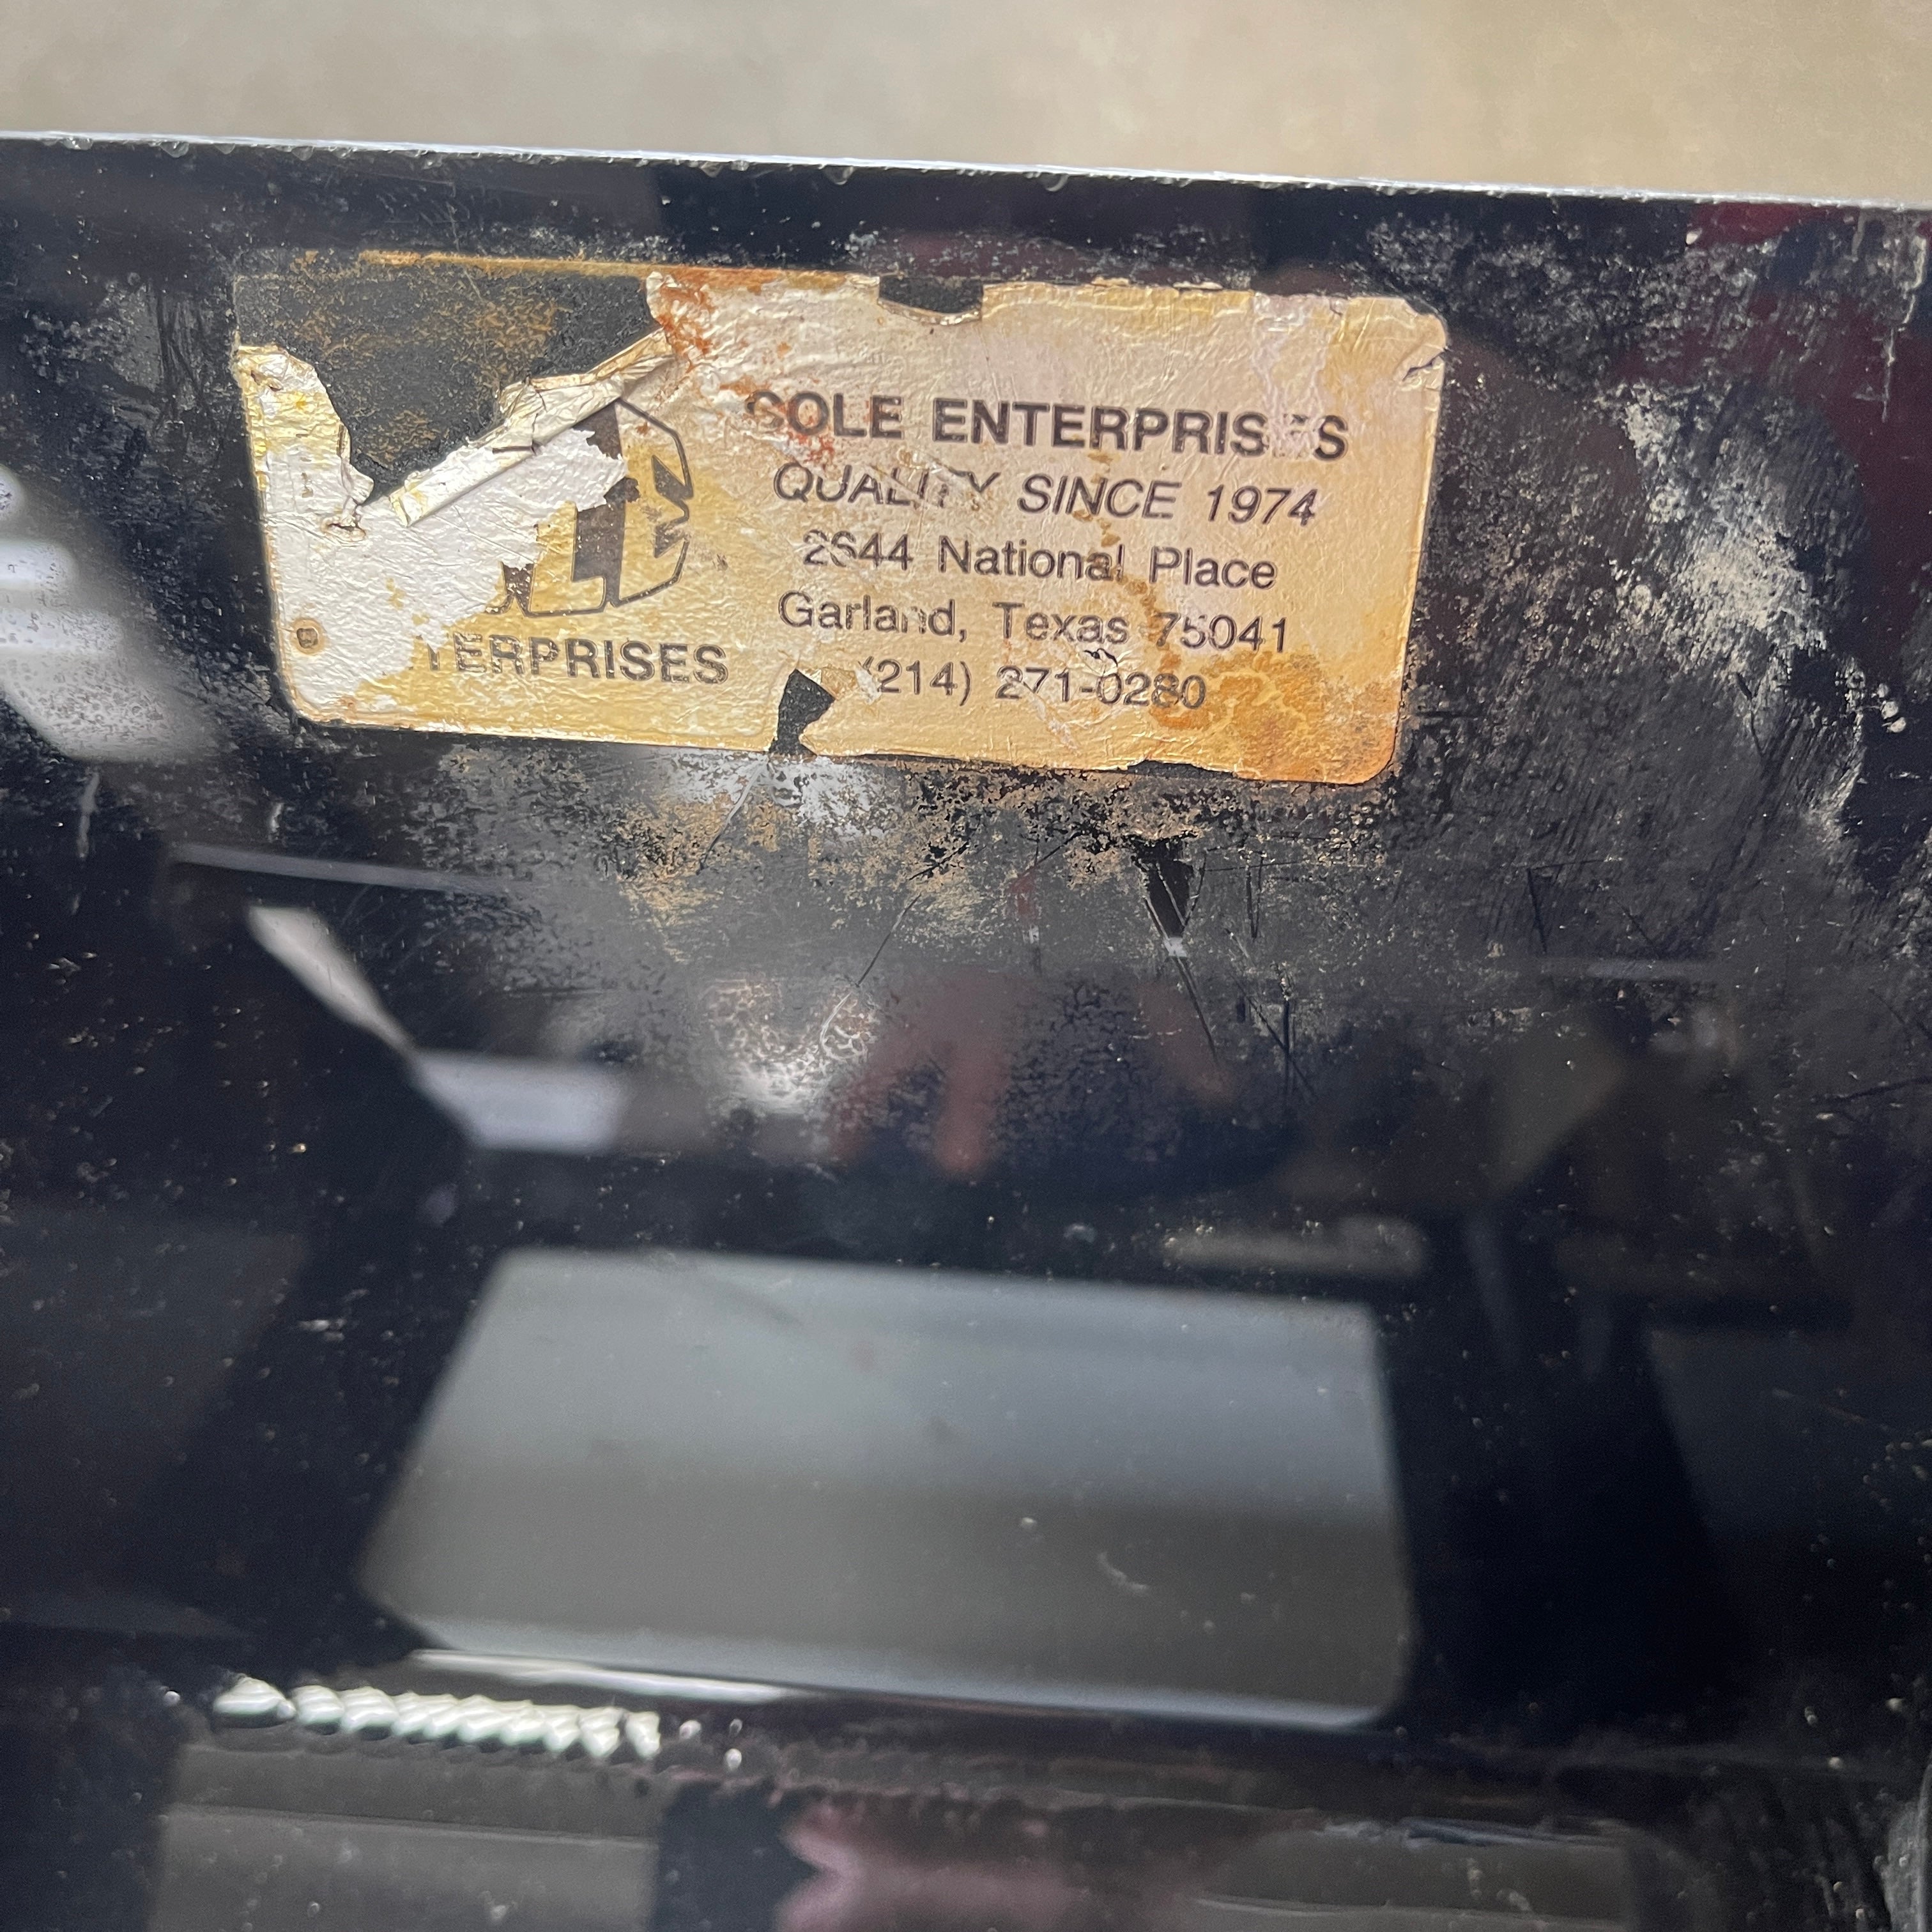 SOLE ENTERPRISES
QUALITY SINCE 1974
2644 National Place
Garland, Texas 75041
(214) 271-0280
TERPRISES